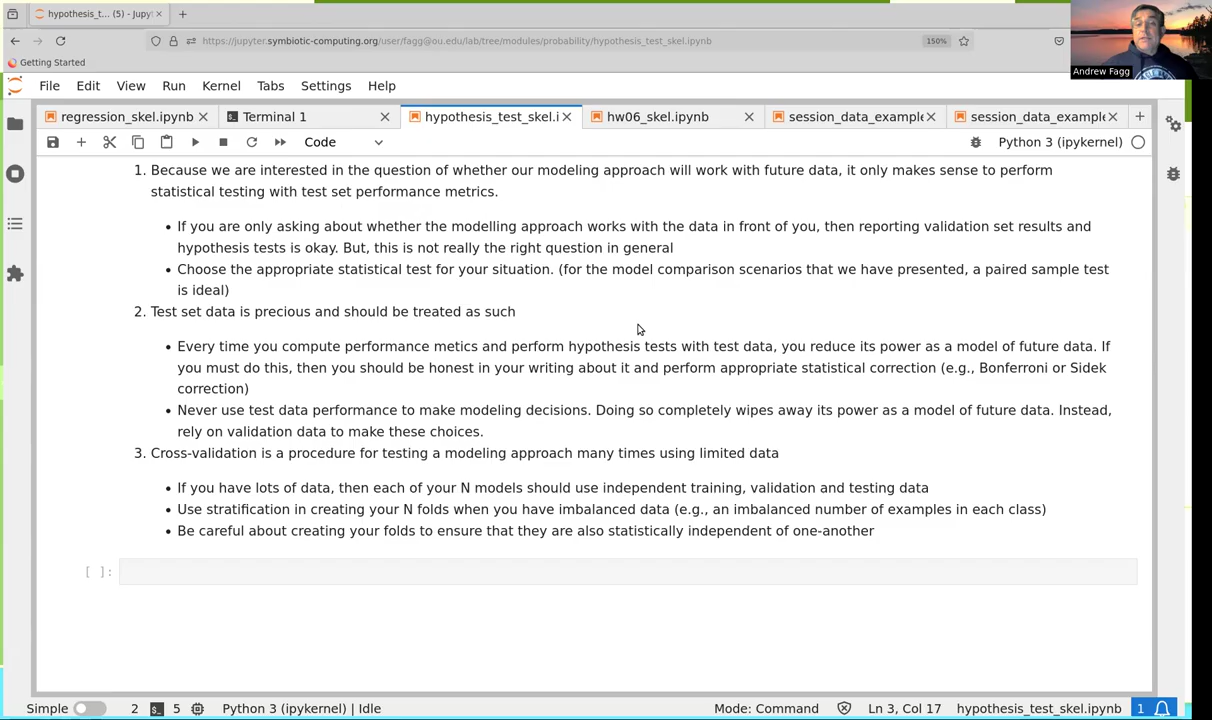 hypothesis_t... (5) - Jupyt
https://jupyter.symbiotic-computing.org/user/fagg@ou.edu/lab/tree/modules/probability/hypothesis_test_skel.ipynb
150%
Getting Started
Andrew Fagg
File Edit View Run Kernel Tabs Settings Help
regression_skel.ipynb
Terminal 1
hypothesis_test_skel.i
hw06_skel.ipynb
session_data_example
session_data_example
Code
Python 3 (ipykernel)
1. Because we are interested in the question of whether our modeling approach will work with future data, it only makes sense to perform
statistical testing with test set performance metrics.
• If you are only asking about whether the modelling approach works with the data in front of you, then reporting validation set results and
hypothesis tests is okay. But, this is not really the right question in general
• Choose the appropriate statistical test for your situation. (for the model comparison scenarios that we have presented, a paired sample test
is ideal)
2. Test set data is precious and should be treated as such
• Every time you compute performance metics and perform hypothesis tests with test data, you reduce its power as a model of future data. If
you must do this, then you should be honest in your writing about it and perform appropriate statistical correction (e.g., Bonferroni or Sidek
correction)
• Never use test data performance to make modeling decisions. Doing so completely wipes away its power as a model of future data. Instead,
rely on validation data to make these choices.
3. Cross-validation is a procedure for testing a modeling approach many times using limited data
• If you have lots of data, then each of your N models should use independent training, validation and testing data
• Use stratification in creating your N folds when you have imbalanced data (e.g., an imbalanced number of examples in each class)
• Be careful about creating your folds to ensure that they are also statistically independent of one-another
[ ]:
Simple 2 5 Python 3 (ipykernel) | Idle Mode: Command Ln 3, Col 17 hypothesis_test_skel.ipynb 1